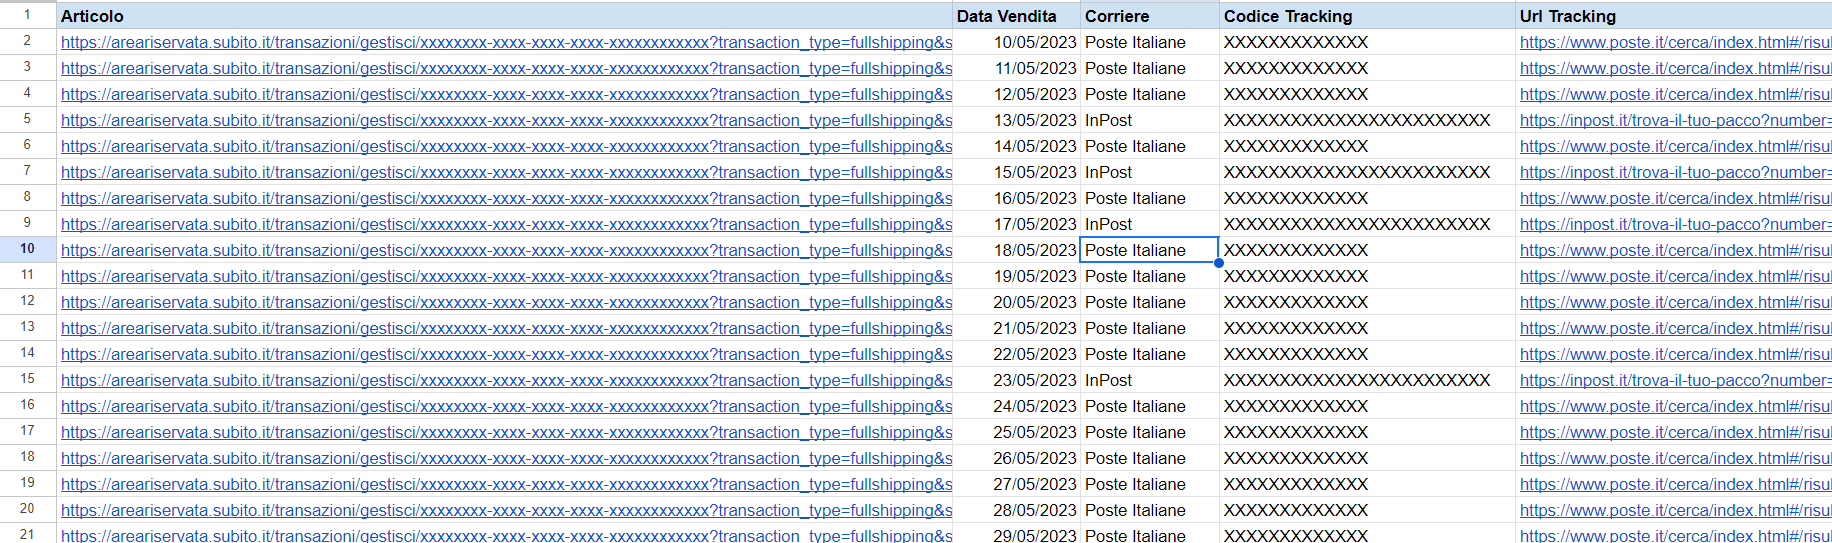 1 Articolo Data Vendita Corriere Codice Tracking Url Tracking
2 https://areariservata.subito.it/transazioni/gestisci/xxxxxxxx-xxxx-xxxx-xxxx-xxxxxxxxxxxx?transaction_type=fullshipping&s 10/05/2023 Poste Italiane XXXXXXXXXXXXX https://www.poste.it/cerca/index.html#/risul
3 https://areariservata.subito.it/transazioni/gestisci/xxxxxxxx-xxxx-xxxx-xxxx-xxxxxxxxxxxx?transaction_type=fullshipping&s 11/05/2023 Poste Italiane XXXXXXXXXXXXX https://www.poste.it/cerca/index.html#/risul
4 https://areariservata.subito.it/transazioni/gestisci/xxxxxxxx-xxxx-xxxx-xxxx-xxxxxxxxxxxx?transaction_type=fullshipping&s 12/05/2023 Poste Italiane XXXXXXXXXXXXX https://www.poste.it/cerca/index.html#/risul
5 https://areariservata.subito.it/transazioni/gestisci/xxxxxxxx-xxxx-xxxx-xxxx-xxxxxxxxxxxx?transaction_type=fullshipping&s 13/05/2023 InPost XXXXXXXXXXXXXXXXXXXXXXXX https://inpost.it/trova-il-tuo-pacco?number=
6 https://areariservata.subito.it/transazioni/gestisci/xxxxxxxx-xxxx-xxxx-xxxx-xxxxxxxxxxxx?transaction_type=fullshipping&s 14/05/2023 Poste Italiane XXXXXXXXXXXXX https://www.poste.it/cerca/index.html#/risul
7 https://areariservata.subito.it/transazioni/gestisci/xxxxxxxx-xxxx-xxxx-xxxx-xxxxxxxxxxxx?transaction_type=fullshipping&s 15/05/2023 InPost XXXXXXXXXXXXXXXXXXXXXXXX https://inpost.it/trova-il-tuo-pacco?number=
8 https://areariservata.subito.it/transazioni/gestisci/xxxxxxxx-xxxx-xxxx-xxxx-xxxxxxxxxxxx?transaction_type=fullshipping&s 16/05/2023 Poste Italiane XXXXXXXXXXXXX https://www.poste.it/cerca/index.html#/risul
9 https://areariservata.subito.it/transazioni/gestisci/xxxxxxxx-xxxx-xxxx-xxxx-xxxxxxxxxxxx?transaction_type=fullshipping&s 17/05/2023 InPost XXXXXXXXXXXXXXXXXXXXXXXX https://inpost.it/trova-il-tuo-pacco?number=
10 https://areariservata.subito.it/transazioni/gestisci/xxxxxxxx-xxxx-xxxx-xxxx-xxxxxxxxxxxx?transaction_type=fullshipping&s 18/05/2023 Poste Italiane XXXXXXXXXXXXX https://www.poste.it/cerca/index.html#/risul
11 https://areariservata.subito.it/transazioni/gestisci/xxxxxxxx-xxxx-xxxx-xxxx-xxxxxxxxxxxx?transaction_type=fullshipping&s 19/05/2023 Poste Italiane XXXXXXXXXXXXX https://www.poste.it/cerca/index.html#/risul
12 https://areariservata.subito.it/transazioni/gestisci/xxxxxxxx-xxxx-xxxx-xxxx-xxxxxxxxxxxx?transaction_type=fullshipping&s 20/05/2023 Poste Italiane XXXXXXXXXXXXX https://www.poste.it/cerca/index.html#/risul
13 https://areariservata.subito.it/transazioni/gestisci/xxxxxxxx-xxxx-xxxx-xxxx-xxxxxxxxxxxx?transaction_type=fullshipping&s 21/05/2023 Poste Italiane XXXXXXXXXXXXX https://www.poste.it/cerca/index.html#/risul
14 https://areariservata.subito.it/transazioni/gestisci/xxxxxxxx-xxxx-xxxx-xxxx-xxxxxxxxxxxx?transaction_type=fullshipping&s 22/05/2023 Poste Italiane XXXXXXXXXXXXX https://www.poste.it/cerca/index.html#/risul
15 https://areariservata.subito.it/transazioni/gestisci/xxxxxxxx-xxxx-xxxx-xxxx-xxxxxxxxxxxx?transaction_type=fullshipping&s 23/05/2023 InPost XXXXXXXXXXXXXXXXXXXXXXXX https://inpost.it/trova-il-tuo-pacco?number=
16 https://areariservata.subito.it/transazioni/gestisci/xxxxxxxx-xxxx-xxxx-xxxx-xxxxxxxxxxxx?transaction_type=fullshipping&s 24/05/2023 Poste Italiane XXXXXXXXXXXXX https://www.poste.it/cerca/index.html#/risul
17 https://areariservata.subito.it/transazioni/gestisci/xxxxxxxx-xxxx-xxxx-xxxx-xxxxxxxxxxxx?transaction_type=fullshipping&s 25/05/2023 Poste Italiane XXXXXXXXXXXXX https://www.poste.it/cerca/index.html#/risul
18 https://areariservata.subito.it/transazioni/gestisci/xxxxxxxx-xxxx-xxxx-xxxx-xxxxxxxxxxxx?transaction_type=fullshipping&s 26/05/2023 Poste Italiane XXXXXXXXXXXXX https://www.poste.it/cerca/index.html#/risul
19 https://areariservata.subito.it/transazioni/gestisci/xxxxxxxx-xxxx-xxxx-xxxx-xxxxxxxxxxxx?transaction_type=fullshipping&s 27/05/2023 Poste Italiane XXXXXXXXXXXXX https://www.poste.it/cerca/index.html#/risul
20 https://areariservata.subito.it/transazioni/gestisci/xxxxxxxx-xxxx-xxxx-xxxx-xxxxxxxxxxxx?transaction_type=fullshipping&s 28/05/2023 Poste Italiane XXXXXXXXXXXXX https://www.poste.it/cerca/index.html#/risul
21 https://areariservata.subito.it/transazioni/gestisci/xxxxxxxx-xxxx-xxxx-xxxx-xxxxxxxxxxxx?transaction_type=fullshipping&s 29/05/2023 Poste Italiane XXXXXXXXXXXXX https://www.poste.it/cerca/index.html#/risul